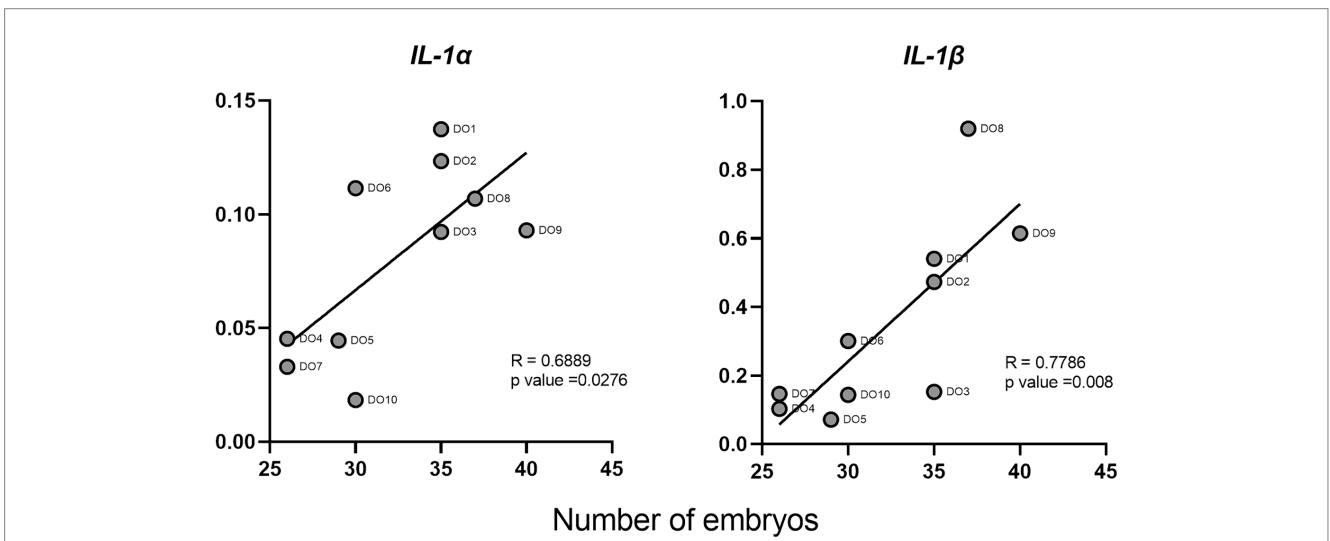 IL-1α
0.15
0.10
0.05
0.00
25 30 35 40 45
DO1
DO2
DO6
DO8
DO3
DO9
DO4
DO5
DO7
DO10
R = 0.6889
p value =0.0276
IL-1β
1.0
0.8
0.6
0.4
0.2
0.0
25 30 35 40 45
DO8
DO9
DO1
DO2
DO6
DO7
DO10
DO3
DO4
DO5
R = 0.7786
p value =0.008
Number of embryos